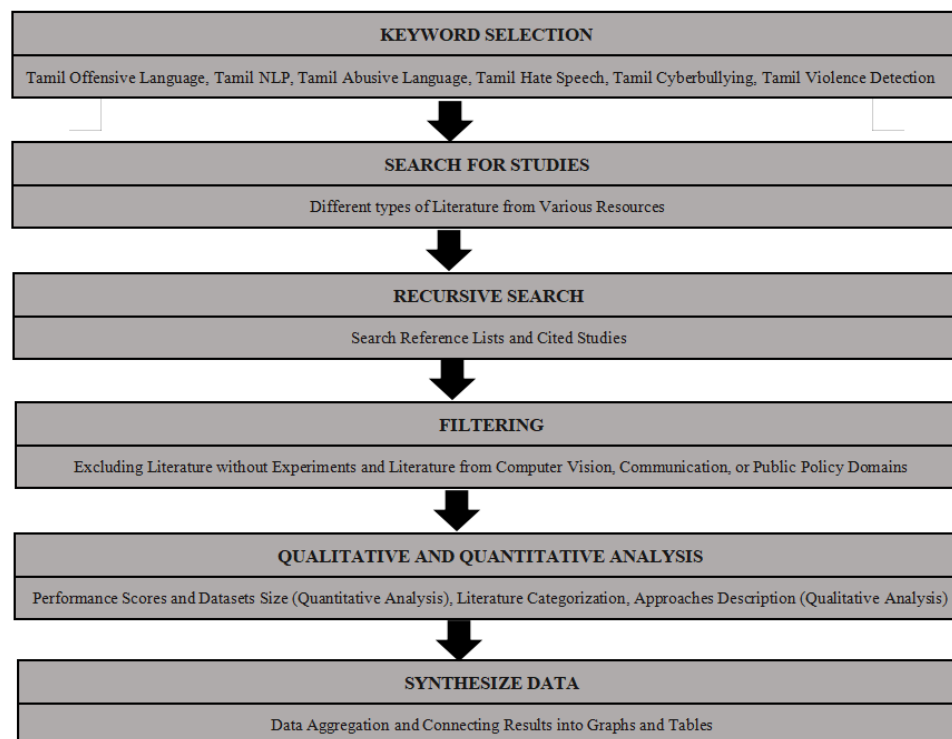 KEYWORD SELECTION
Tamil Offensive Language, Tamil NLP, Tamil Abusive Language, Tamil Hate Speech, Tamil Cyberbullying, Tamil Violence Detection
SEARCH FOR STUDIES
Different types of Literature from Various Resources
RECURSIVE SEARCH
Search Reference Lists and Cited Studies
FILTERING
Excluding Literature without Experiments and Literature from Computer Vision, Communication, or Public Policy Domains
QUALITATIVE AND QUANTITATIVE ANALYSIS
Performance Scores and Datasets Size (Quantitative Analysis), Literature Categorization, Approaches Description (Qualitative Analysis)
SYNTHESIZE DATA
Data Aggregation and Connecting Results into Graphs and Tables